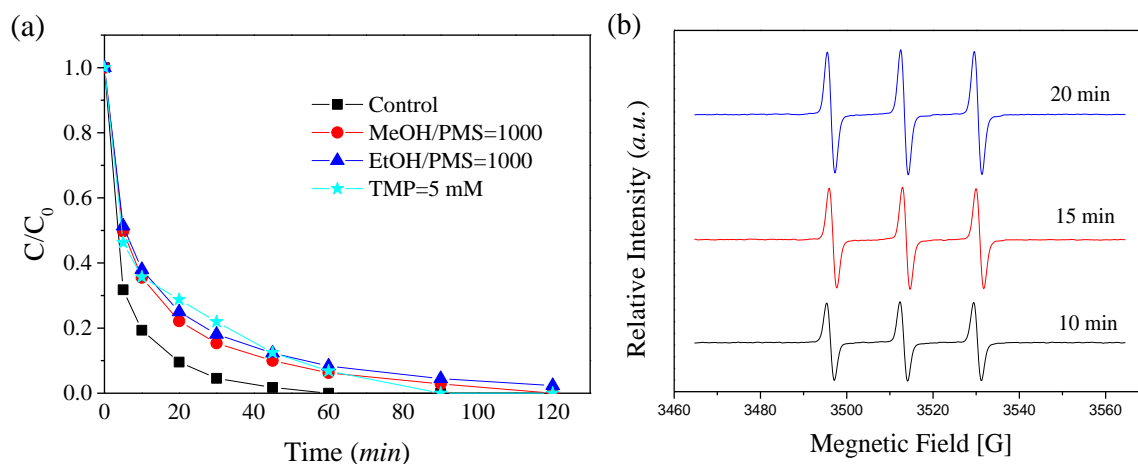 (a)
1.0
0.8
0.6
0.4
0.2
0.0
C/C0
0 20 40 60 80 100 120
Time (min)
Control
MeOH/PMS=1000
EtOH/PMS=1000
TMP=5 mM
(b)
Relative Intensity (a.u.)
20 min
15 min
10 min
3460 3480 3500 3520 3540 3560
Megnetic Field [G]